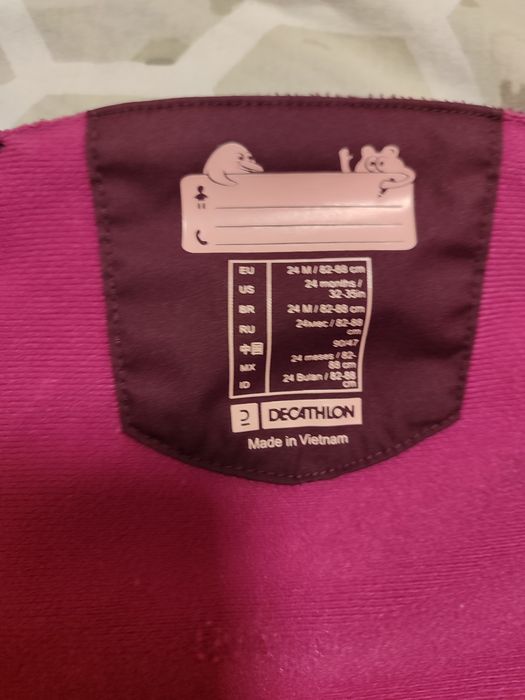 EU 24 M / 82-88 cm
US 24 months / 32-35in
BR 24 M / 82-88 cm
RU 24мес / 82-88 cm
中国 90/47
MX 24 meses / 82-88 cm
ID 24 Bulan / 82-88 cm
2 DECATHLON
Made in Vietnam